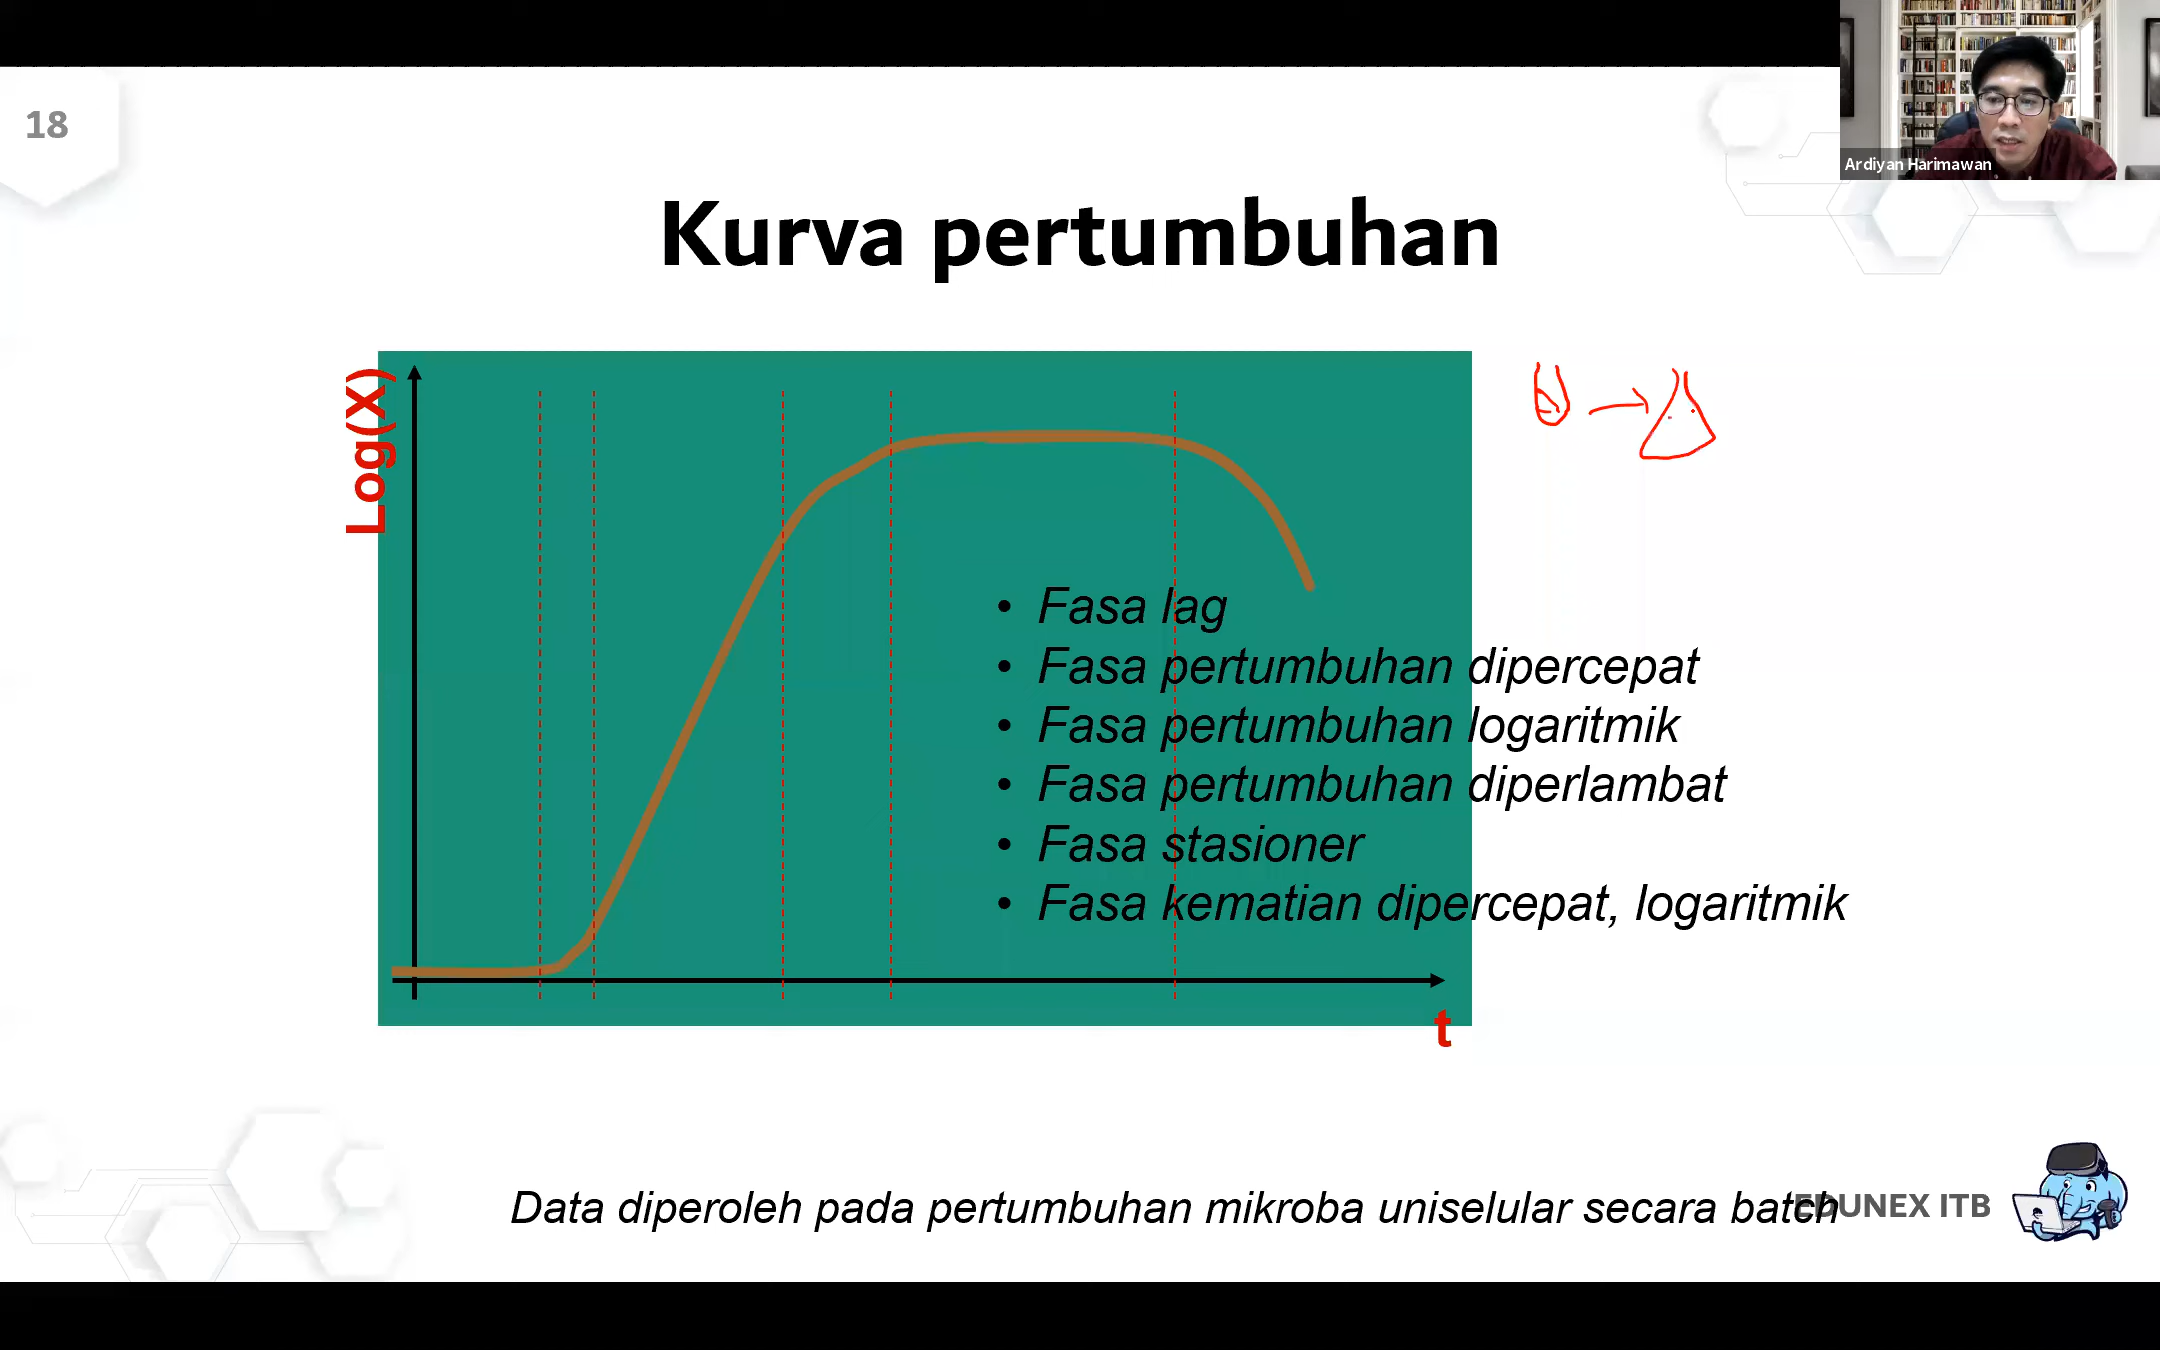 18
Ardiyan Harimawan
Kurva pertumbuhan
Log(X)
• Fasa lag
• Fasa pertumbuhan dipercepat
• Fasa pertumbuhan logaritmik
• Fasa pertumbuhan diperlambat
• Fasa stasioner
• Fasa kematian dipercepat, logaritmik
t
Data diperoleh pada pertumbuhan mikroba uniselular secara batch
EDUNEX ITB